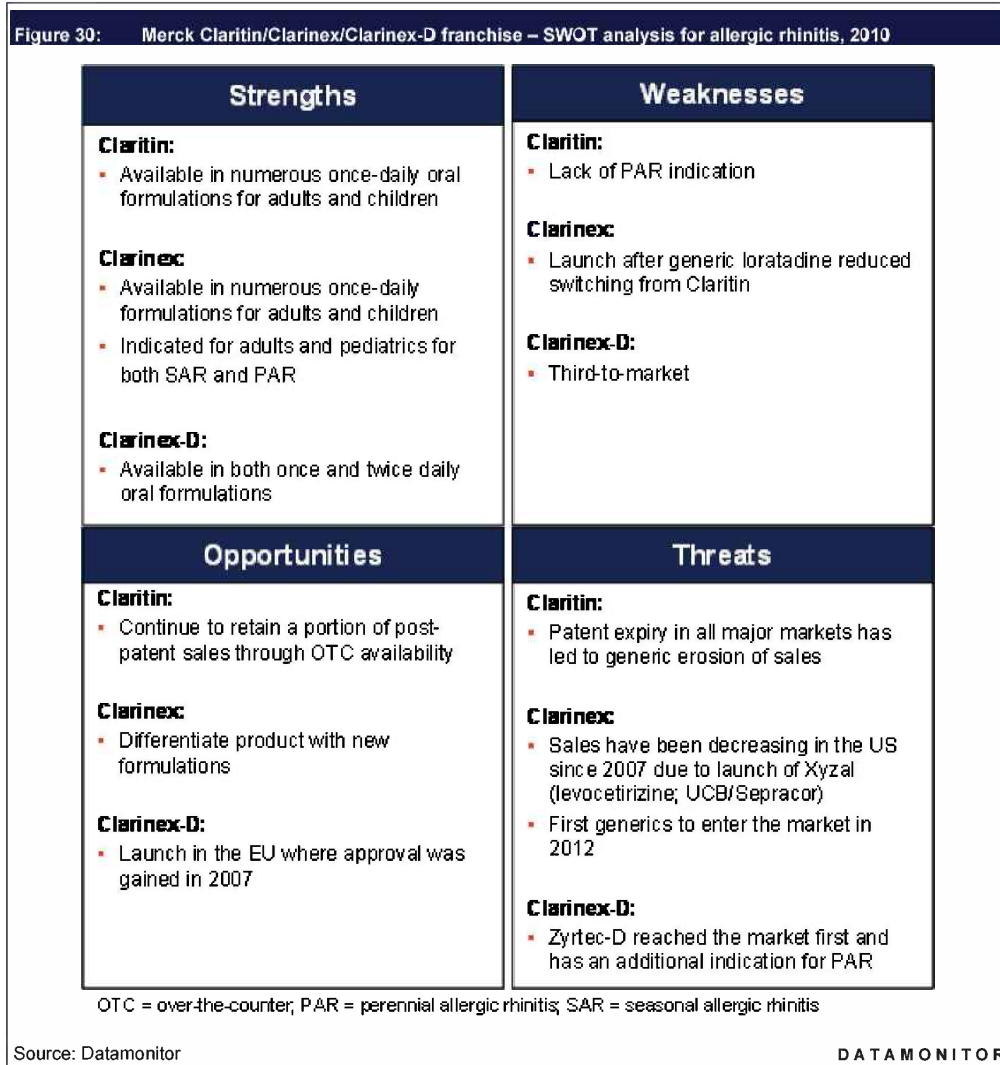 Figure 30: Merck Claritin/Clarinex/Clarinex-D franchise – SWOT analysis for allergic rhinitis, 2010
Strengths
Claritin:
▪ Available in numerous once-daily oral
formulations for adults and children
Clarinex:
▪ Available in numerous once-daily
formulations for adults and children
▪ Indicated for adults and pediatrics for
both SAR and PAR
Clarinex-D:
▪ Available in both once and twice daily
oral formulations
Weaknesses
Claritin:
▪ Lack of PAR indication
Clarinex:
▪ Launch after generic loratadine reduced
switching from Claritin
Clarinex-D:
▪ Third-to-market
Opportunities
Claritin:
▪ Continue to retain a portion of post-
patent sales through OTC availability
Clarinex:
▪ Differentiate product with new
formulations
Clarinex-D:
▪ Launch in the EU where approval was
gained in 2007
Threats
Claritin:
▪ Patent expiry in all major markets has
led to generic erosion of sales
Clarinex:
▪ Sales have been decreasing in the US
since 2007 due to launch of Xyzal
(levocetirizine; UCB/Sepracor)
▪ First generics to enter the market in
2012
Clarinex-D:
▪ Zyrtec-D reached the market first and
has an additional indication for PAR
OTC = over-the-counter; PAR = perennial allergic rhinitis; SAR = seasonal allergic rhinitis
Source: Datamonitor
DATAMONITOR